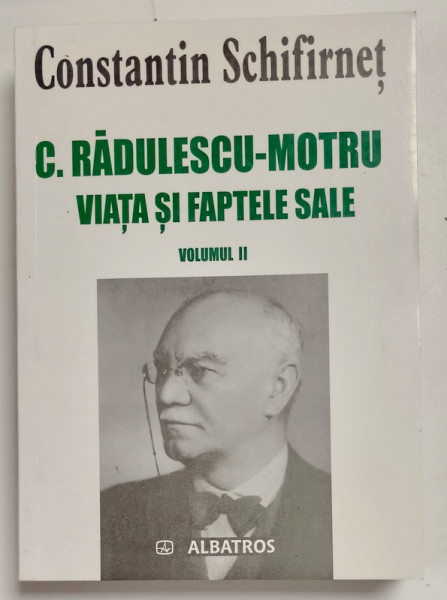 Constantin Schifirneț
C. RĂDULESCU-MOTRU
VIAȚA ȘI FAPTELE SALE
VOLUMUL II
ALBATROS